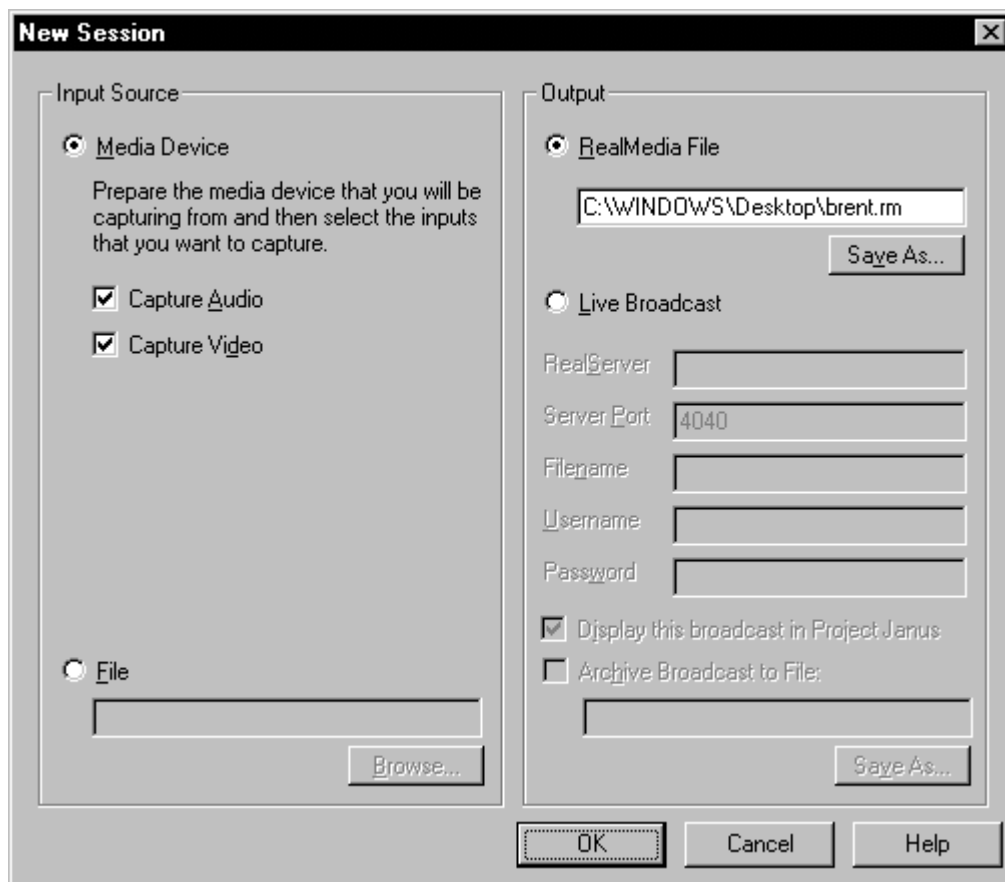 New Session
Input Source
Media Device
Prepare the media device that you will be
capturing from and then select the inputs
that you want to capture.
Capture Audio
Capture Video
File
Browse...
Output
RealMedia File
C:\WINDOWS\Desktop\brent.rm
Save As...
Live Broadcast
RealServer
Server Port
4040
Filename
Username
Password
Display this broadcast in Project Janus
Archive Broadcast to File:
Save As...
OK
Cancel
Help